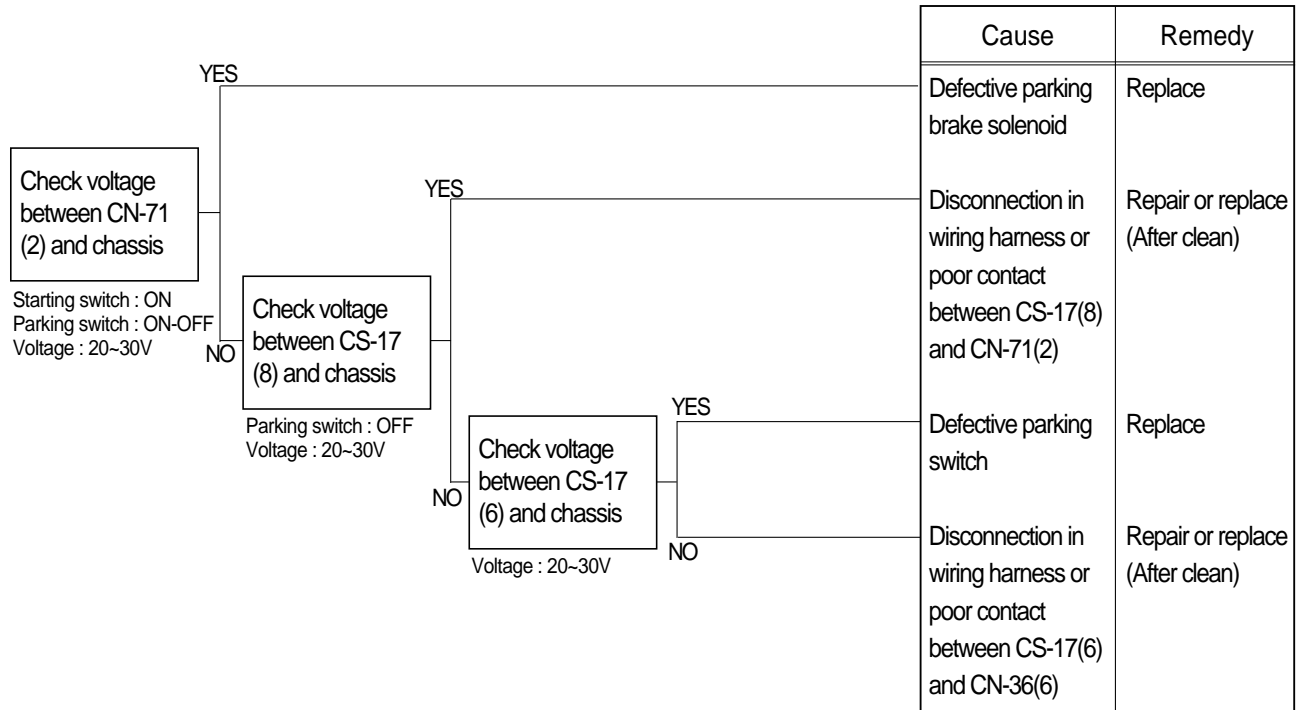 Cause
Remedy
YES
Defective parking
brake solenoid
Replace
Check voltage
between CN-71
(2) and chassis
Starting switch : ON
Parking switch : ON-OFF
Voltage : 20~30V
NO
YES
Disconnection in
wiring harness or
poor contact
between CS-17(8)
and CN-71(2)
Repair or replace
(After clean)
Check voltage
between CS-17
(8) and chassis
Parking switch : OFF
Voltage : 20~30V
NO
YES
Defective parking
switch
Replace
Check voltage
between CS-17
(6) and chassis
Voltage : 20~30V
NO
Disconnection in
wiring harness or
poor contact
between CS-17(6)
and CN-36(6)
Repair or replace
(After clean)